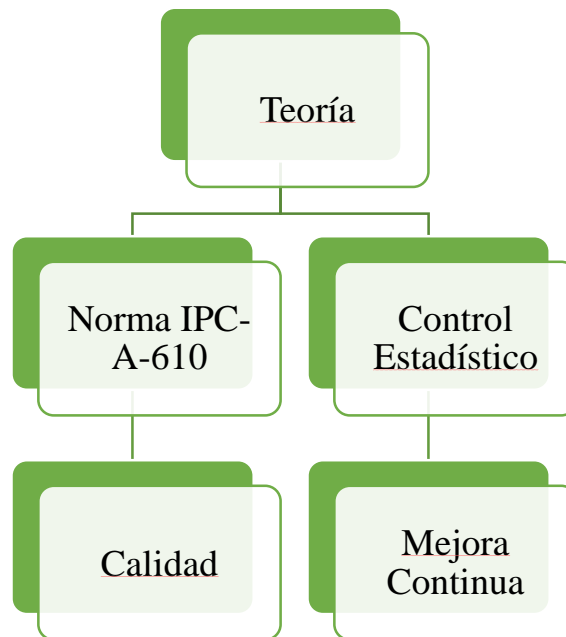 Teoría
Norma IPC-
A-610
Control
Estadístico
Calidad
Mejora
Continua